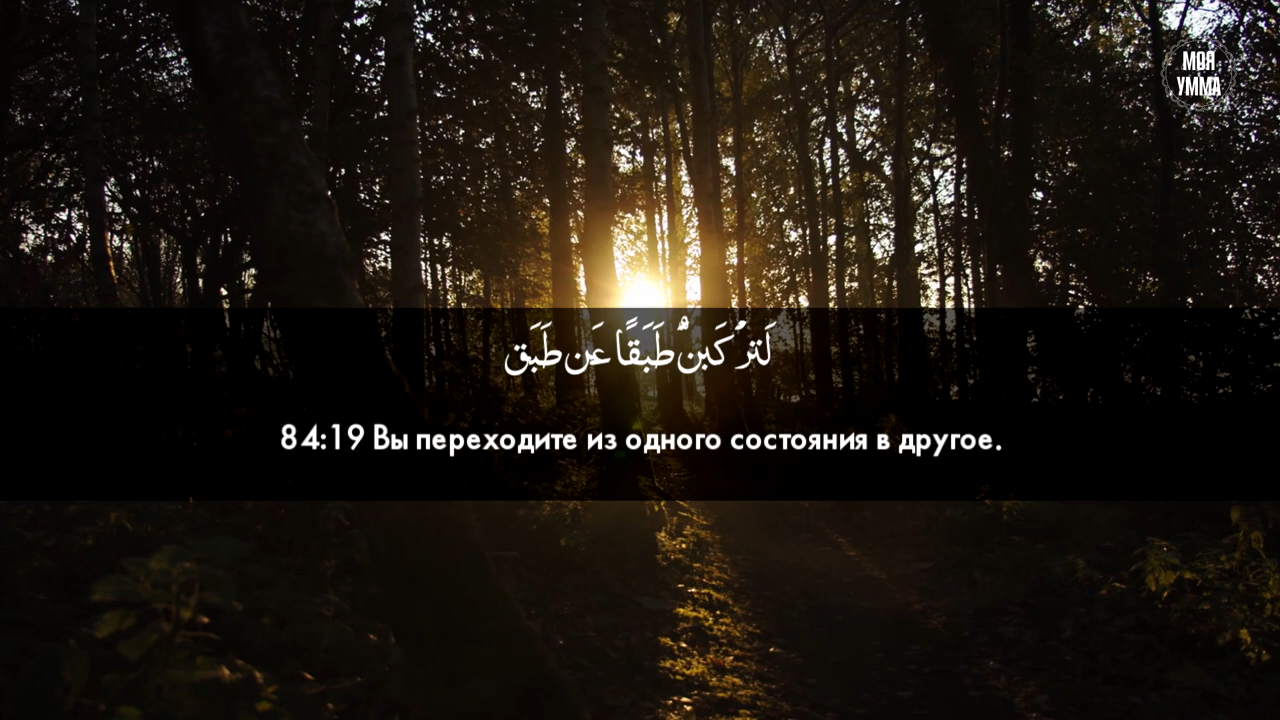 МОЯ
УММА
لَتَرْكَبُنَّ طَبَقًا عَن طَبَقٍ
84:19 Вы переходите из одного состояния в другое.